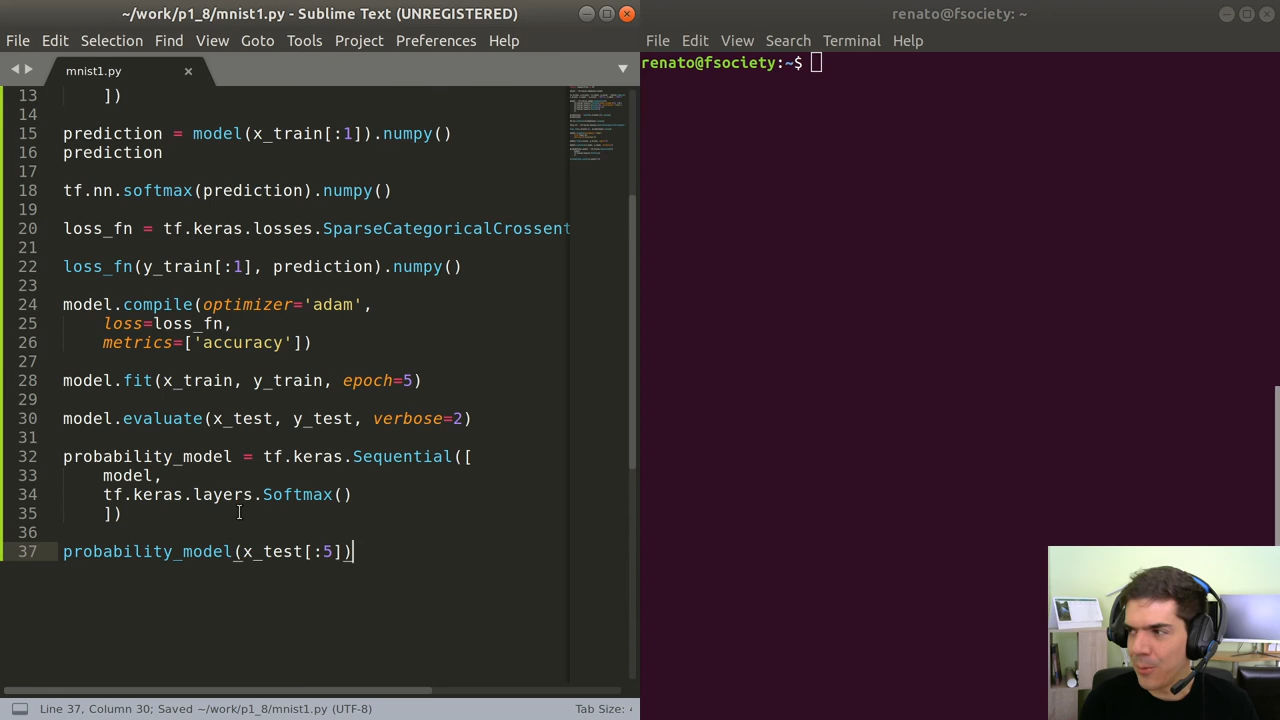 ~/work/p1_8/mnist1.py - Sublime Text (UNREGISTERED)
File Edit Selection Find View Goto Tools Project Preferences Help
mnist1.py
13 ])
14
15 prediction = model(x_train[:1]).numpy()
16 prediction
17
18 tf.nn.softmax(prediction).numpy()
19
20 loss_fn = tf.keras.losses.SparseCategoricalCrossent
21
22 loss_fn(y_train[:1], prediction).numpy()
23
24 model.compile(optimizer='adam',
25 loss=loss_fn,
26 metrics=['accuracy'])
27
28 model.fit(x_train, y_train, epoch=5)
29
30 model.evaluate(x_test, y_test, verbose=2)
31
32 probability_model = tf.keras.Sequential([
33 model,
34 tf.keras.layers.Softmax()
35 ])
36
37 probability_model(x_test[:5])
Line 37, Column 30; Saved ~/work/p1_8/mnist1.py (UTF-8)
Tab Size:
renato@fsociety: ~
File Edit View Search Terminal Help
renato@fsociety:~$